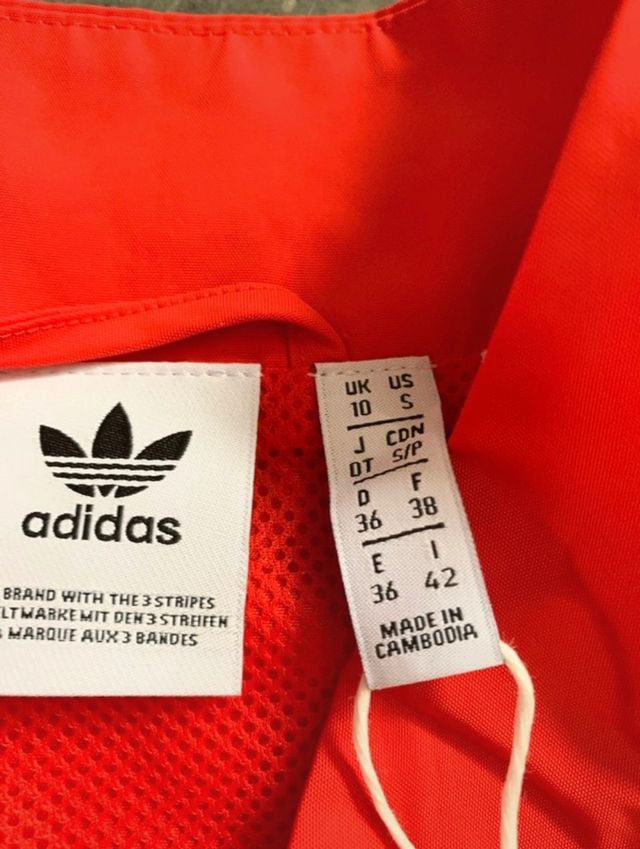 adidas
BRAND WITH THE 3 STRIPES
MARKE MIT DEN 3 STREIFEN
MARQUE AUX 3 BANDES
UK US
10 S
J CDN
OT S/P
D F
36 38
E I
36 42
MADE IN
CAMBODIA